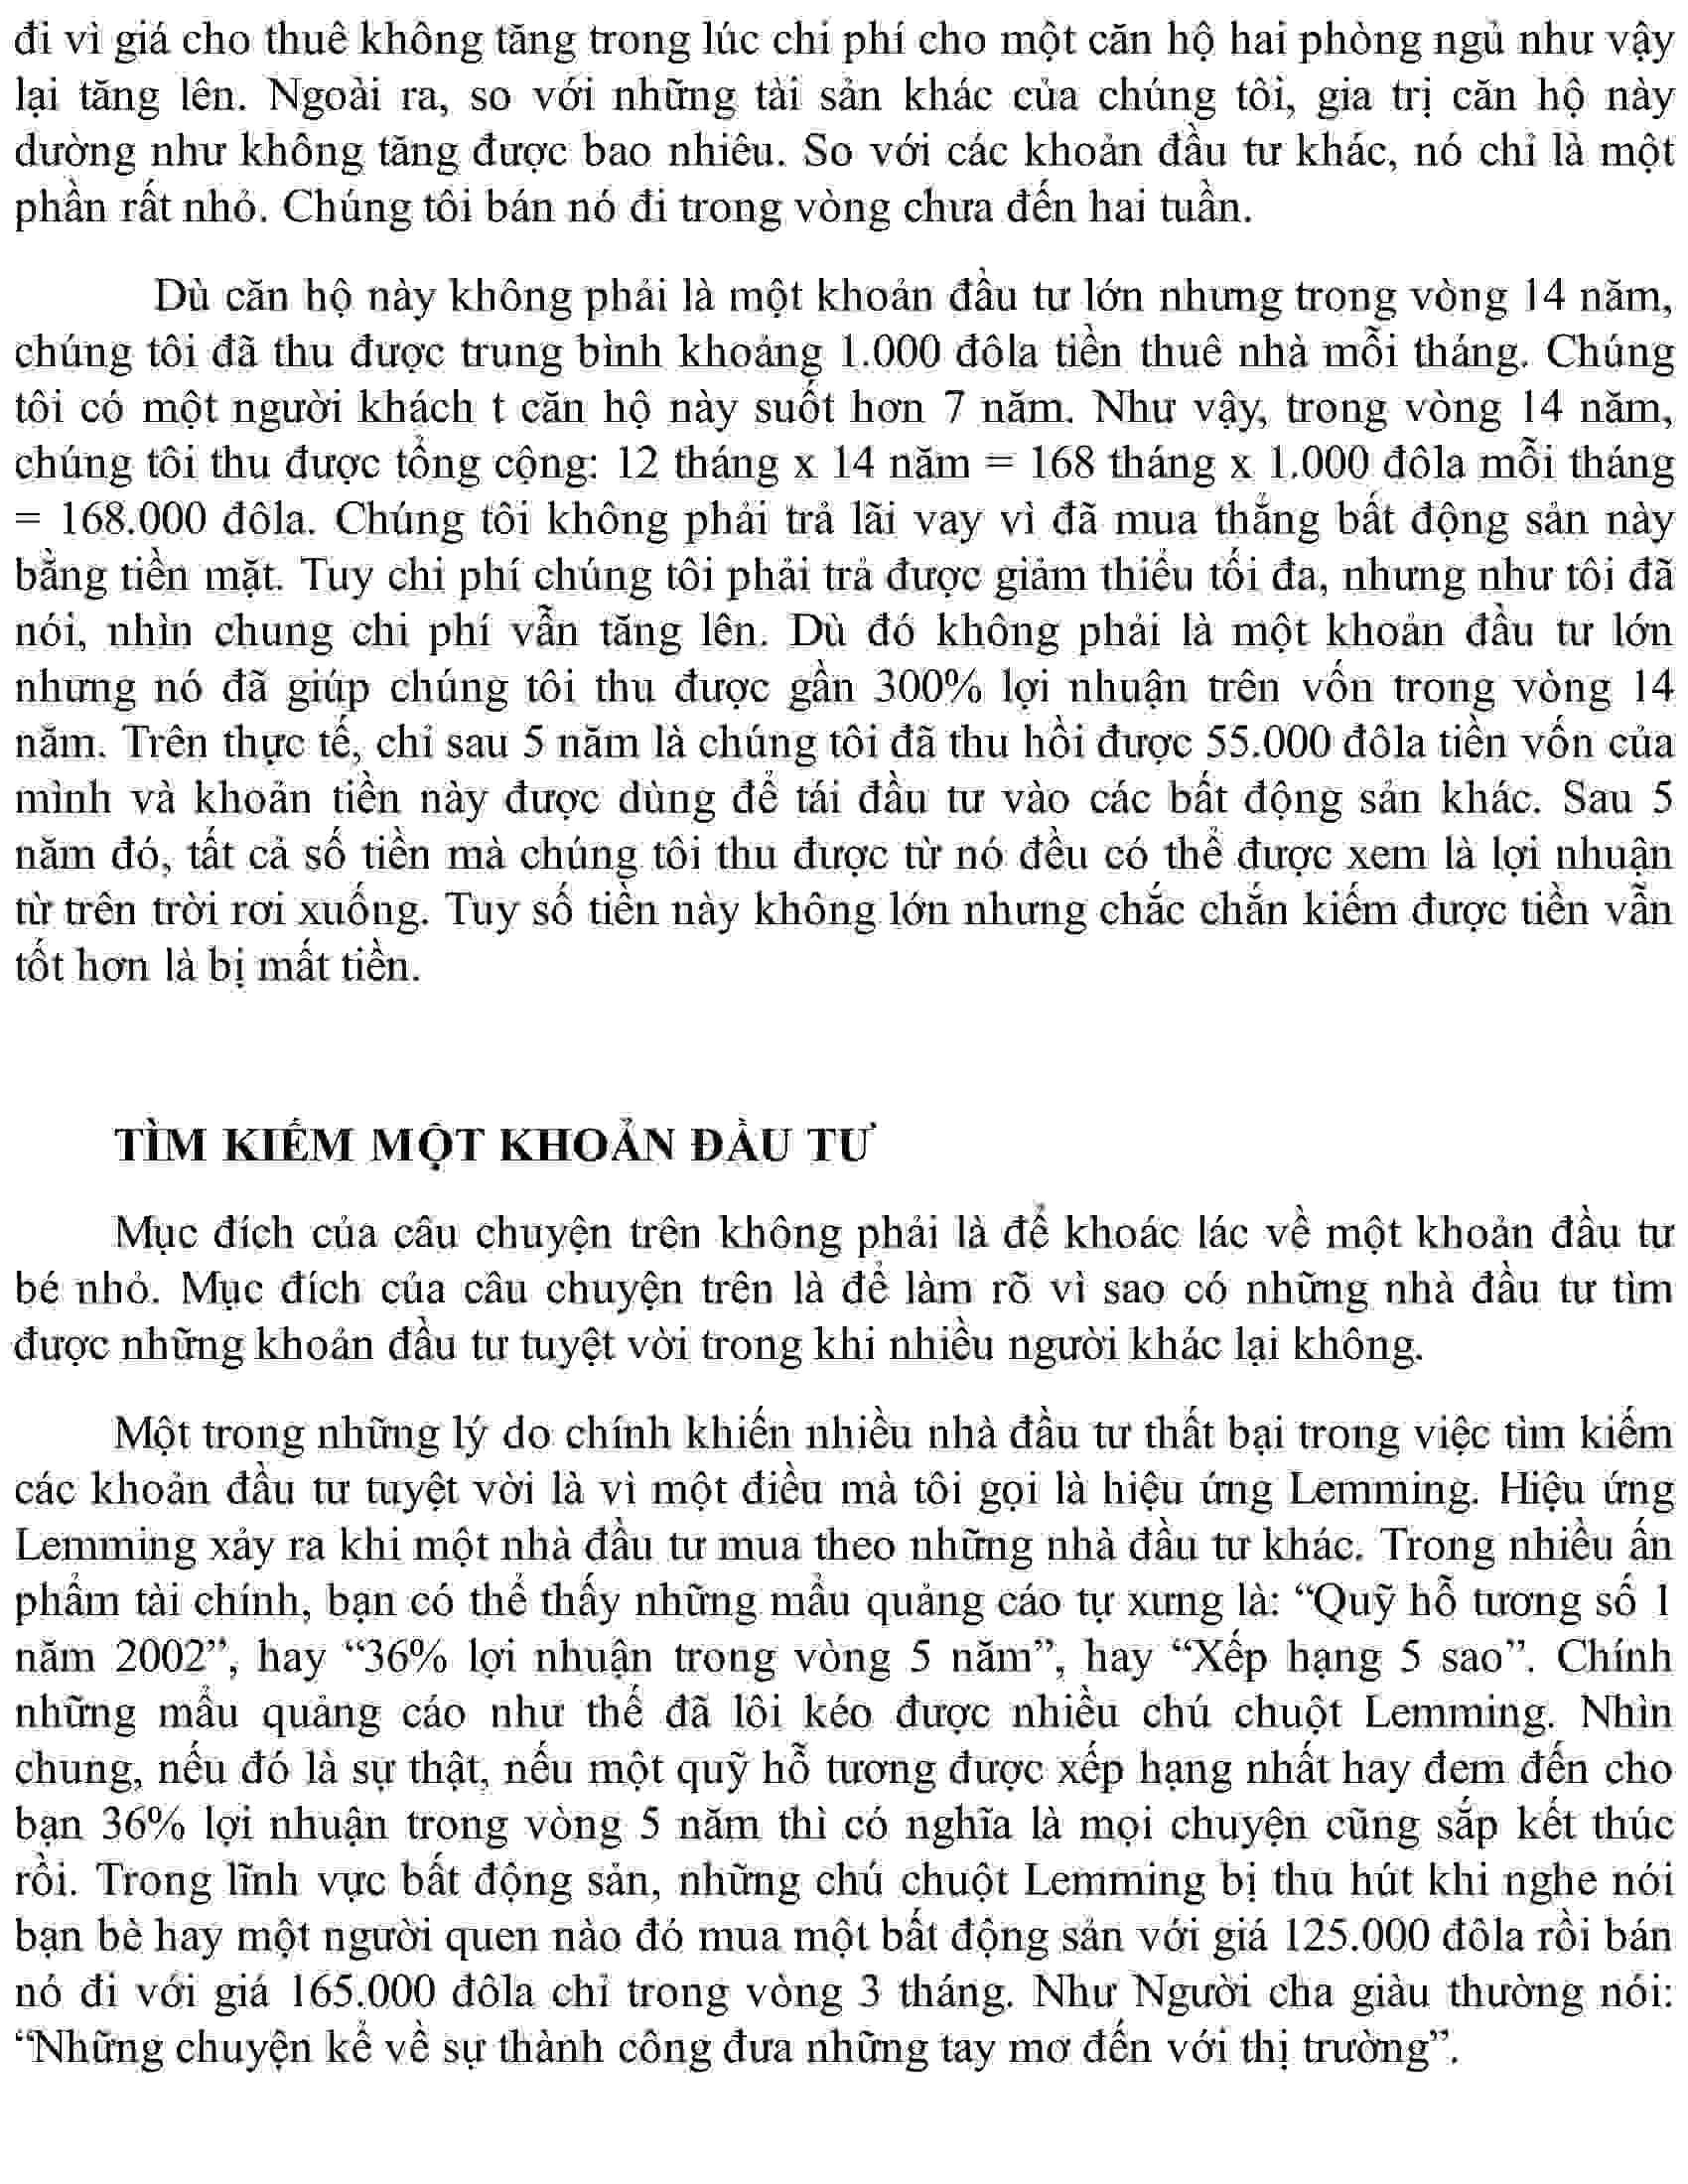 đi vì giá cho thuê không tăng trong lúc chi phí cho một căn hộ hai phòng ngủ như vậy
lại tăng lên. Ngoài ra, so với những tài sản khác của chúng tôi, gia trị căn hộ này
dường như không tăng được bao nhiêu. So với các khoản đầu tư khác, nó chỉ là một
phần rất nhỏ. Chúng tôi bán nó đi trong vòng chưa đến hai tuần.
Dù căn hộ này không phải là một khoản đầu tư lớn nhưng trong vòng 14 năm,
chúng tôi đã thu được trung bình khoảng 1.000 đôla tiền thuê nhà mỗi tháng. Chúng
tôi có một người khách t căn hộ này suốt hơn 7 năm. Như vậy, trong vòng 14 năm,
chúng tôi thu được tổng cộng: 12 tháng x 14 năm = 168 tháng x 1.000 đôla mỗi tháng
= 168.000 đôla. Chúng tôi không phải trả lãi vay vì đã mua thẳng bất động sản này
bằng tiền mặt. Tuy chi phí chúng tôi phải trả được giảm thiểu tối đa, nhưng như tôi đã
nói, nhìn chung chi phí vẫn tăng lên. Dù đó không phải là một khoản đầu tư lớn
nhưng nó đã giúp chúng tôi thu được gần 300% lợi nhuận trên vốn trong vòng 14
năm. Trên thực tế, chỉ sau 5 năm là chúng tôi đã thu hồi được 55.000 đôla tiền vốn của
mình và khoản tiền này được dùng để tái đầu tư vào các bất động sản khác. Sau 5
năm đó, tất cả số tiền mà chúng tôi thu được từ nó đều có thể được xem là lợi nhuận
từ trên trời rơi xuống. Tuy số tiền này không lớn nhưng chắc chắn kiếm được tiền vẫn
tốt hơn là bị mất tiền.
TÌM KIẾM MỘT KHOẢN ĐẦU TƯ
Mục đích của câu chuyện trên không phải là để khoác lác về một khoản đầu tư
bé nhỏ. Mục đích của câu chuyện trên là để làm rõ vì sao có những nhà đầu tư tìm
được những khoản đầu tư tuyệt vời trong khi nhiều người khác lại không.
Một trong những lý do chính khiến nhiều nhà đầu tư thất bại trong việc tìm kiếm
các khoản đầu tư tuyệt vời là vì một điều mà tôi gọi là hiệu ứng Lemming. Hiệu ứng
Lemming xảy ra khi một nhà đầu tư mua theo những nhà đầu tư khác. Trong nhiều ấn
phẩm tài chính, bạn có thể thấy những mẩu quảng cáo tự xưng là: “Quỹ hỗ tương số 1
năm 2002”, hay “36% lợi nhuận trong vòng 5 năm”, hay “Xếp hạng 5 sao”. Chính
những mẩu quảng cáo như thế đã lôi kéo được nhiều chú chuột Lemming. Nhìn
chung, nếu đó là sự thật, nếu một quỹ hỗ tương được xếp hạng nhất hay đem đến cho
bạn 36% lợi nhuận trong vòng 5 năm thì có nghĩa là mọi chuyện cũng sắp kết thúc
rồi. Trong lĩnh vực bất động sản, những chú chuột Lemming bị thu hút khi nghe nói
bạn bè hay một người quen nào đó mua một bất động sản với giá 125.000 đôla rồi bán
nó đi với giá 165.000 đôla chỉ trong vòng 3 tháng. Như Người cha giàu thường nói:
“Những chuyện kể về sự thành công đưa những tay mơ đến với thị trường”.